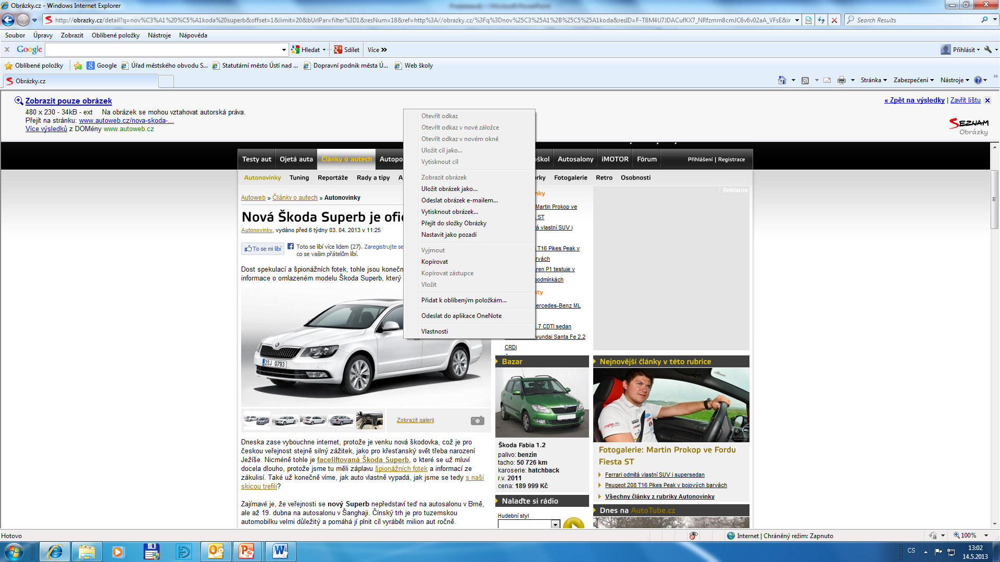 Obrázky.cz - Windows Internet Explorer
http://obrazky.cz/detail?q=nov%C3%A1%20%C5%A1koda%20superb&offset=1&limit=20&bUrlPar=filter%3D1&resNum=18&ref=http%3A//obrazky.cz/%3Fq%3Dnov%25C3%25A1%2B%25C5%25A1koda&resID=F-T8M4U7JDACufKX7_NRfzmrn8cmJC6v6v02aA_VFsE&ir
Search Results
Soubor Úpravy Zobrazit Oblíbené položky Nástroje Nápověda
x Google Hledat Sdílet Více » Přihlásit
Oblíbené položky Google Úřad městského obvodu S... Statutární město Ústí nad ... Dopravní podnik města Ú... Web školy
Obrázky.cz
Stránka Zabezpečení Nástroje
Zobrazit pouze obrázek
480 x 230 - 34kB - ext Na obrázek se mohou vztahovat autorská práva.
Přejít na stránku: www.autoweb.cz/nova-skoda-...
Více výsledků z DOMény www.autoweb.cz
« Zpět na výsledky | Zavřít lištu
SEZNAM
Obrázky
Testy aut Ojetá auta Články o autech Autopo
škol Autosalony iMOTOR Fórum Přihlášení | Registrace
Autonovinky Tuning Reportáže Rady a tipy A
rky Fotogalerie Retro Osobnosti
Autoweb » Články o autech » Autonovinky
Nová Škoda Superb je ofic
Autonovinky, vydáno před 6 týdny 03. 04. 2013 v 11:25
To se mi líbí
Toto se líbí více lidem (27). Zaregistrujte se
co se vašim přátelům líbí.
Dost spekulací a špionážních fotek, tohle jsou konečn
informace o omlazeném modelu Škoda Superb, který
Otevřít odkaz
Otevřít odkaz v nové záložce
Otevřít odkaz v novém okně
Uložit cíl jako...
Vytisknout cíl
Zobrazit obrázek
Uložit obrázek jako...
Odeslat obrázek e-mailem...
Vytisknout obrázek...
Přejít do složky Obrázky
Nastavit jako pozadí
Vyjmout
Kopírovat
Kopírovat zástupce
Vložit
Přidat k oblíbeným položkám...
Odeslat do aplikace OneNote
Vlastnosti
nky
Martin Prokop ve
ST
á vlastní SUV i
T16 Pikes Peak v
rvách
ren P1 testuje v
podmínkách
sty
ercedes-Benz ML
.7 CDTI sedan
yundai Santa Fe 2.2
CRDi
Reklama
2SJ 0793
Zobrazit galerii
Dneska zase vybouchne internet, protože je venku nová škodovka, což je pro
českou veřejnost stejně silný zážitek, jako pro křesťanský svět třeba narození
Ježíše. Nicméně tohle je faceliftovaná Škoda Superb, o které se už mluví
docela dlouho, protože jsme tu měli záplavu špionážních fotek a informací ze
zákulisí. Také už konečně víme, jak auto vlastně vypadá, jak jsme se tedy s naší
skicou trefili?
Zajímavé je, že veřejnosti se nový Superb nepředstaví teď na autosalonu v Brně,
ale až 19. dubna na autosalonu v Šanghaji. Čínský trh je pro tuzemskou
automobilku velmi důležitý a pomáhá jí plnit cíl vyrábět milion aut ročně.
Bazar
Škoda Fabia 1.2
palivo: benzín
tacho: 50 726 km
karoserie: hatchback
r.v. 2011
cena: 189 999 Kč
Nalaďte si rádio
Hudební styl
Nejnovější články v této rubrice
Fotogalerie: Martin Prokop ve Fordu
Fiesta ST
Ferrari odmítá vlastní SUV i supersedan
Peugeot 208 T16 Pikes Peak v bojových barvách
Všechny články z rubriky Autonovinky
Dnes na AutoTube.cz
Hotovo
Internet | Chráněný režim: Zapnuto
100%
CS
13:02
14.5.2013